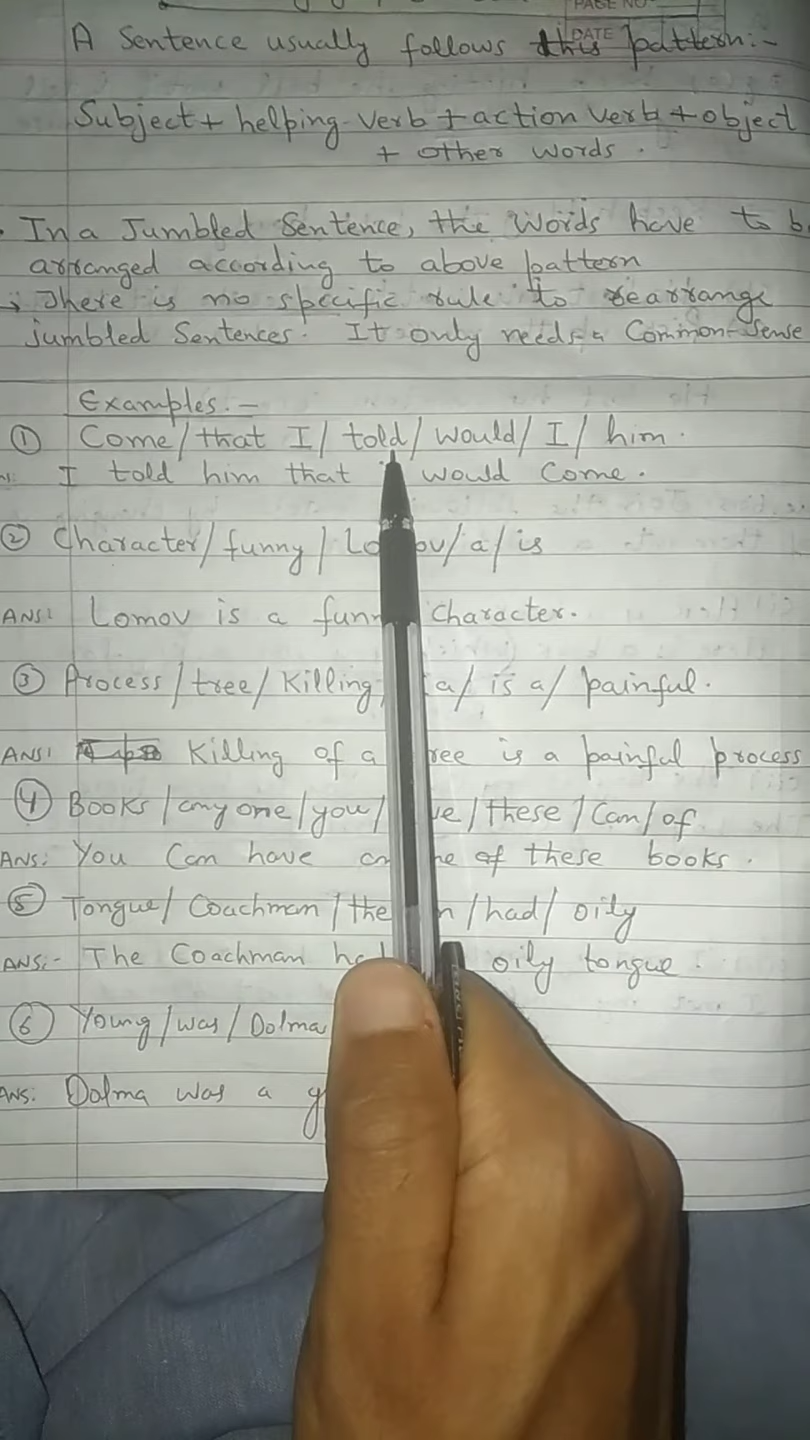 PAGE NO
DATE
A Sentence usually follows this pattern:-
Subject + helping verb + action verb + object
+ other words.
In a Jumbled Sentence, the words have to b
arranged according to above pattern
There is no specific rule to rearrange
jumbled Sentences. It only needs a Common-Sense
Examples:-
① Come/that I/told/would/I/him.
I told him that would Come.
② Character/funny/ /a/is
ANS: Lomov is a character.
③ Process/tree/Killing a/is a/painful.
ANS: Killing of a is a painful process
④ Books/any one/you/ /these/Can/of
Ans: You Can have of these books.
⑤ Tongue/Coachman/the /had/oily
ANS:- The Coachman oily tongue.
⑥ Young/was/Dolma
ANS: Dolma was a